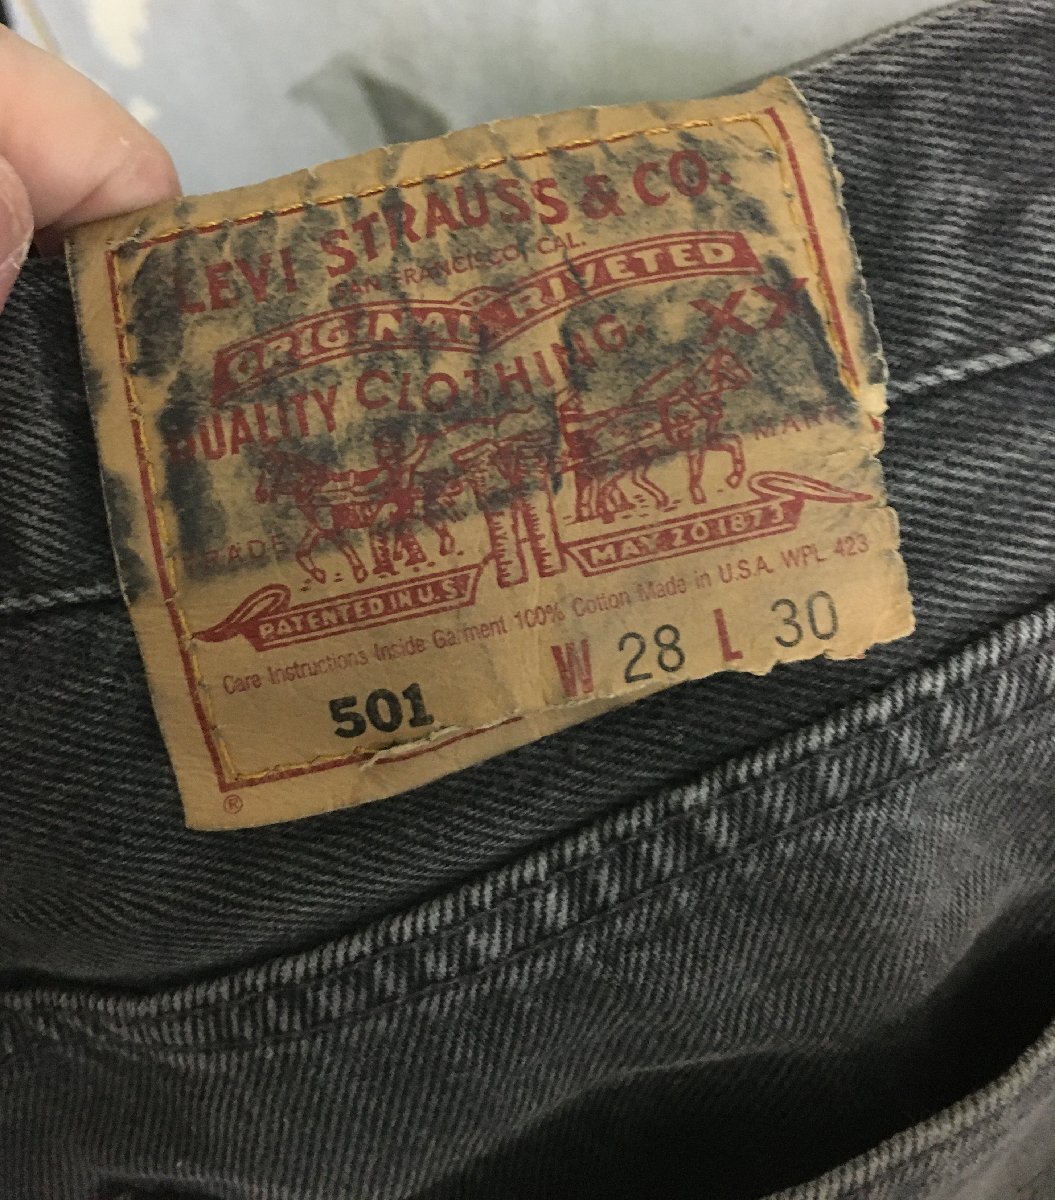 LEVI STRAUSS & CO.
SAN FRANCISCO, CAL.
ORIGINAL RIVETED
QUALITY CLOTHING. XX
TRADE MARK
PATENTED IN U.S. MAY 20 1873
Care Instructions Inside Garment 100% Cotton Made in U.S.A. WPL 423
501 W 28 L 30
®